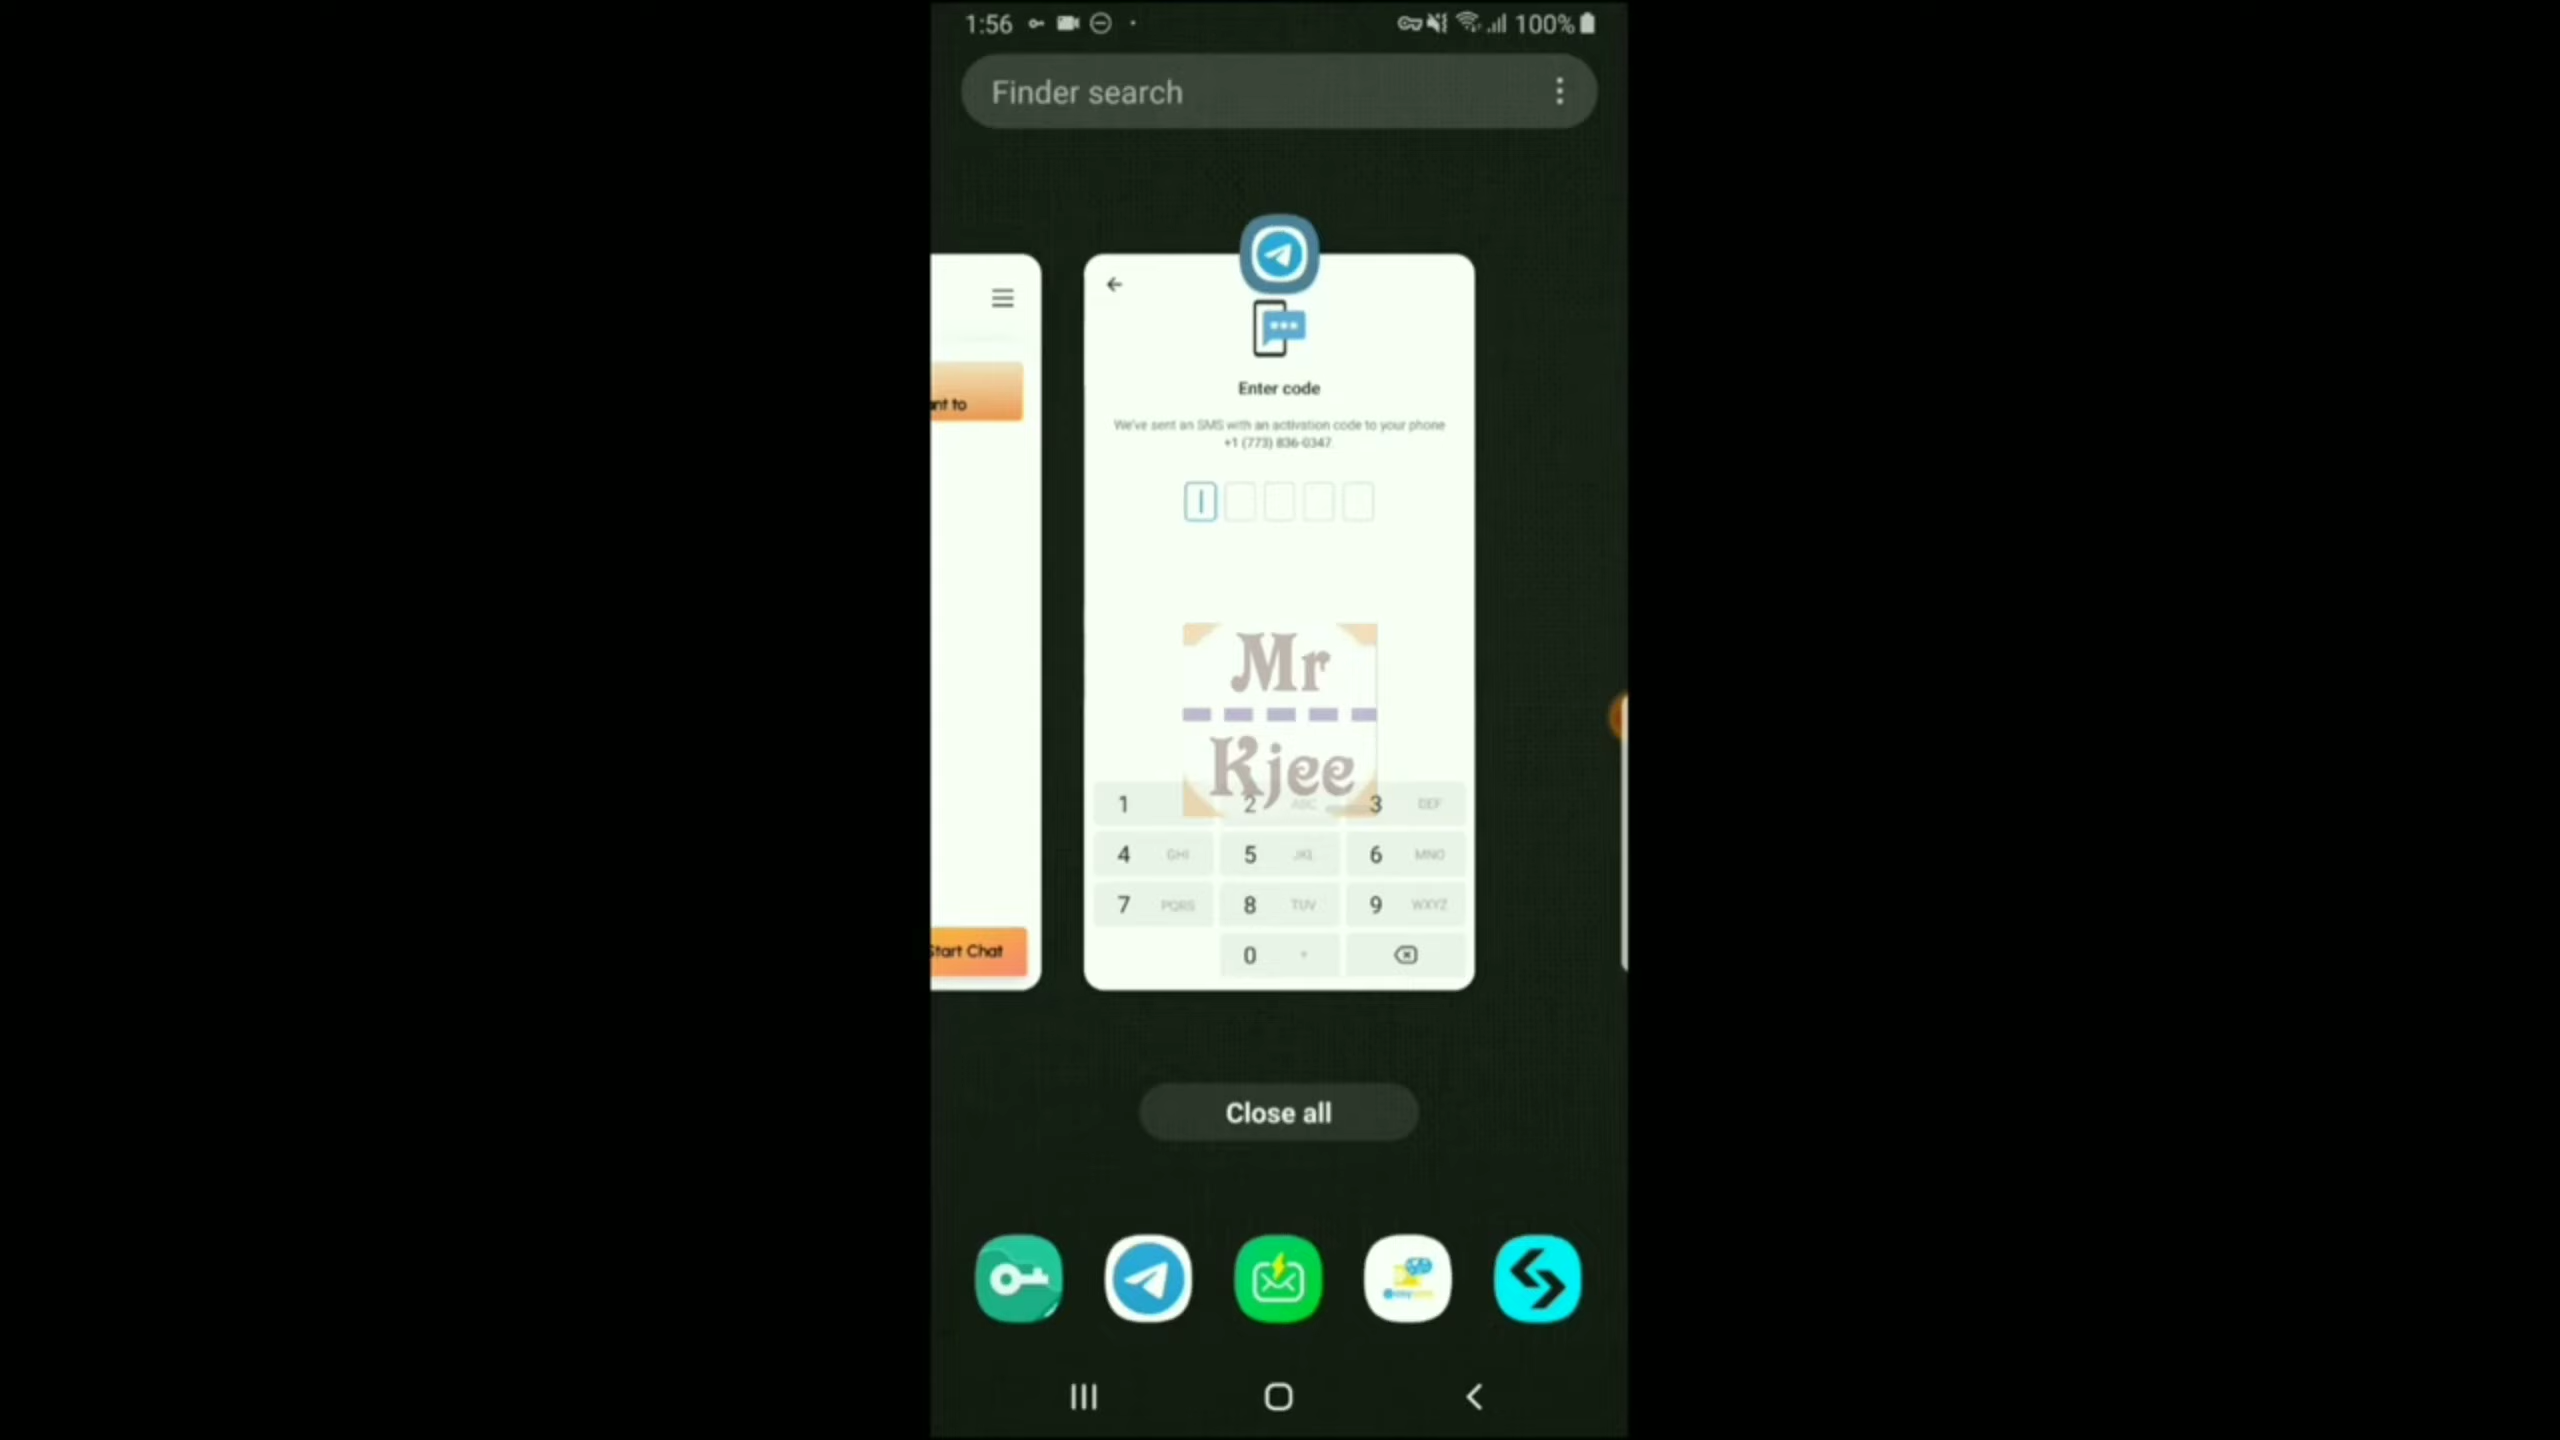 1:56
100%
Finder search
ant to
Start Chat
Enter code
We've sent an SMS with an activation code to your phone
+1 (773) 836-0347
Mr
Kjee
1
2 ABC
3 DEF
4 GHI
5 JKL
6 MNO
7 PQRS
8 TUV
9 WXYZ
0 +
Close all